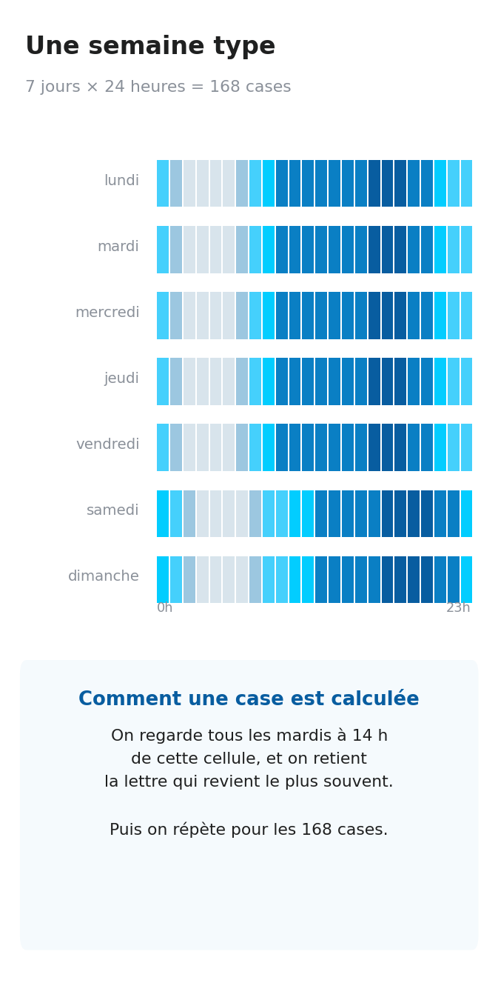 Une semaine type
7 jours × 24 heures = 168 cases
lundi
mardi
mercredi
jeudi
vendredi
samedi
dimanche
0h
23h
Comment une case est calculée
On regarde tous les mardis à 14 h
de cette cellule, et on retient
la lettre qui revient le plus souvent.
Puis on répète pour les 168 cases.